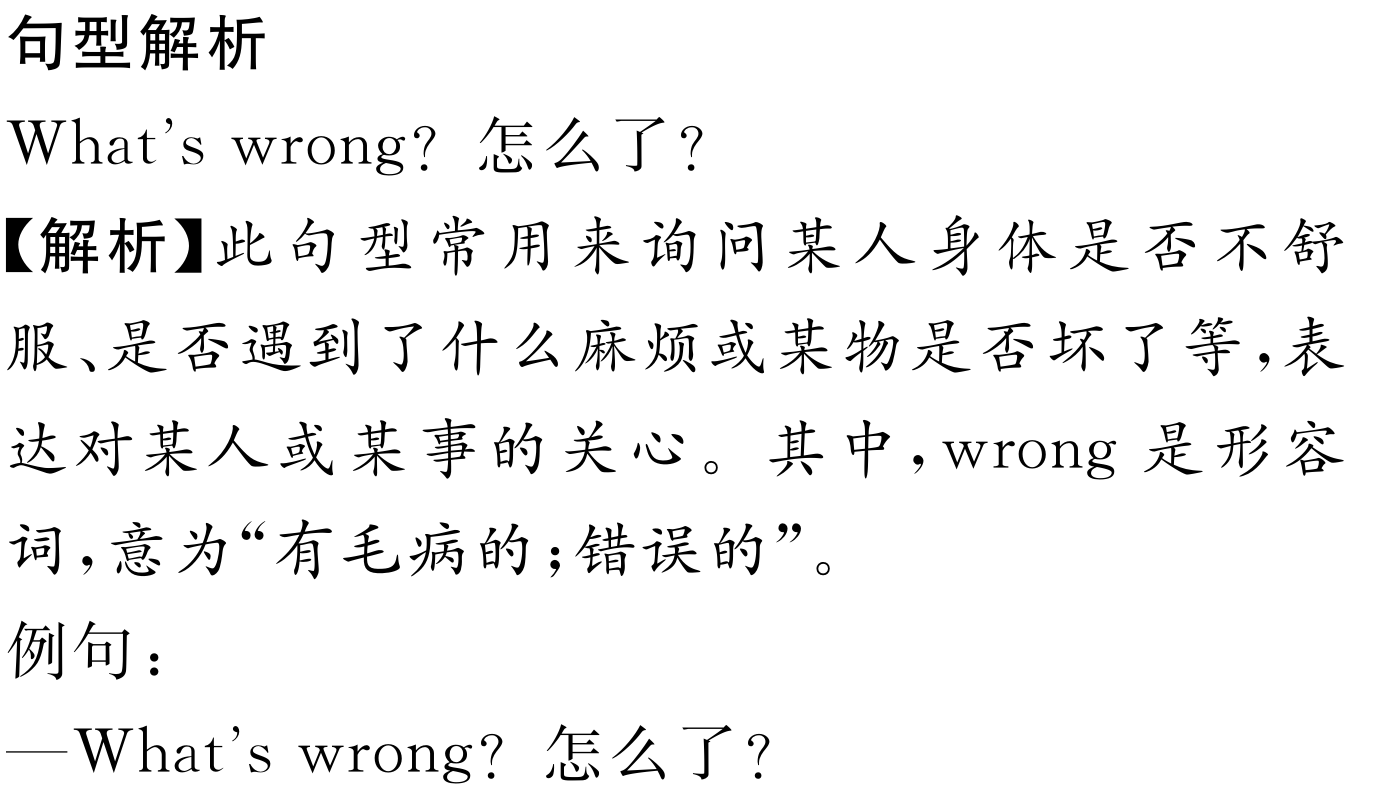 句型解析
What's wrong? 怎么了?
【解析】此句型常用来询问某人身体是否不舒
服、是否遇到了什么麻烦或某物是否坏了等,表
达对某人或某事的关心。其中,wrong 是形容
词,意为“有毛病的;错误的”。
例句:
—What's wrong? 怎么了?